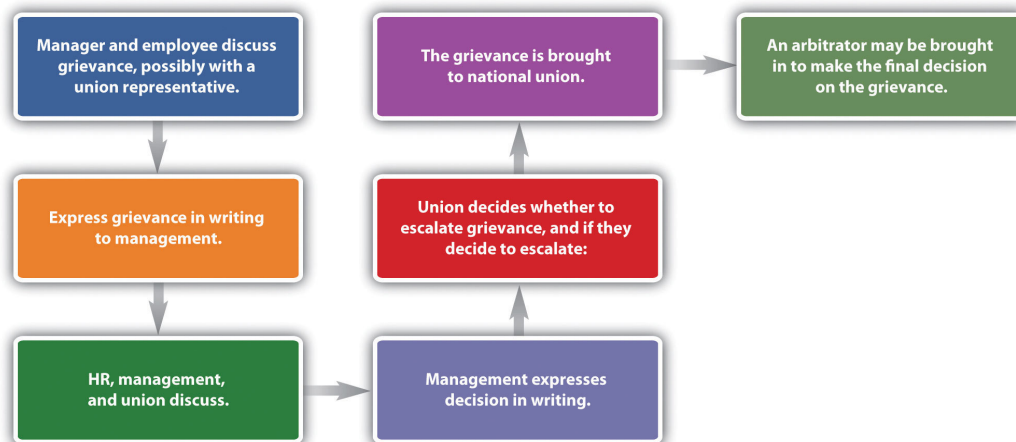 Manager and employee discuss
grievance, possibly with a
union representative.
Express grievance in writing
to management.
HR, management,
and union discuss.
Management expresses
decision in writing.
Union decides whether to
escalate grievance, and if they
decide to escalate:
The grievance is brought
to national union.
An arbitrator may be brought
in to make the final decision
on the grievance.